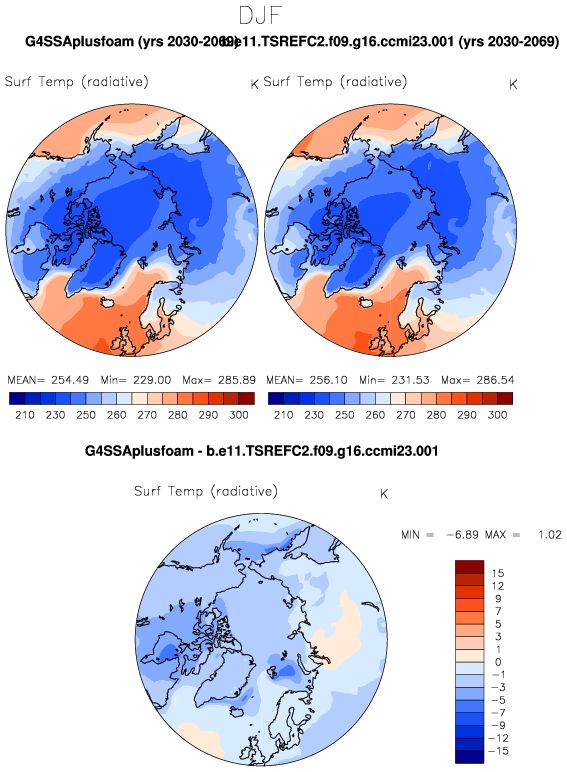 DJF
G4SSAplusfoam (yrs 2030-2069) b.e11.TSREFC2.f09.g16.ccmi23.001 (yrs 2030-2069)
Surf Temp (radiative) K Surf Temp (radiative) K
MEAN= 254.49 Min= 229.00 Max= 285.89 MEAN= 256.10 Min= 231.53 Max= 286.54
210 230 250 270 290 210 230 250 270 290
220 240 260 280 300 220 240 260 280 300
G4SSAplusfoam - b.e11.TSREFC2.f09.g16.ccmi23.001
Surf Temp (radiative) K
MIN = -6.89 MAX = 1.02
15
12
9
7
5
3
1
0
-1
-3
-5
-7
-9
-12
-15